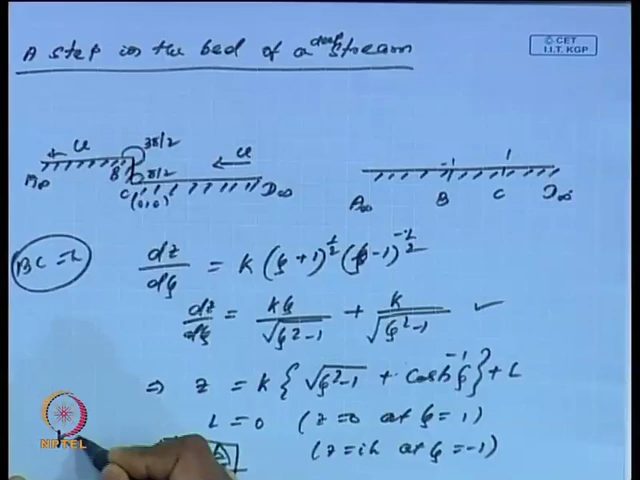 A step in the bed of a deep stream
© CET
I.I.T. KGP
U 3π/2 U
B π/2 -1 1
A∞ C (0,0) D∞ A∞ B C D∞
BC = h
dz/dζ = K (ζ+1)^{1/2} (ζ-1)^{-1/2}
dz/dζ = Kζ/√(ζ²-1) + K/√(ζ²-1) ✓
⇒ z = K { √(ζ²-1) + cosh⁻¹ζ } + L
L = 0 (z=0 at ζ = 1)
(z = ih at ζ = -1)
NPTEL